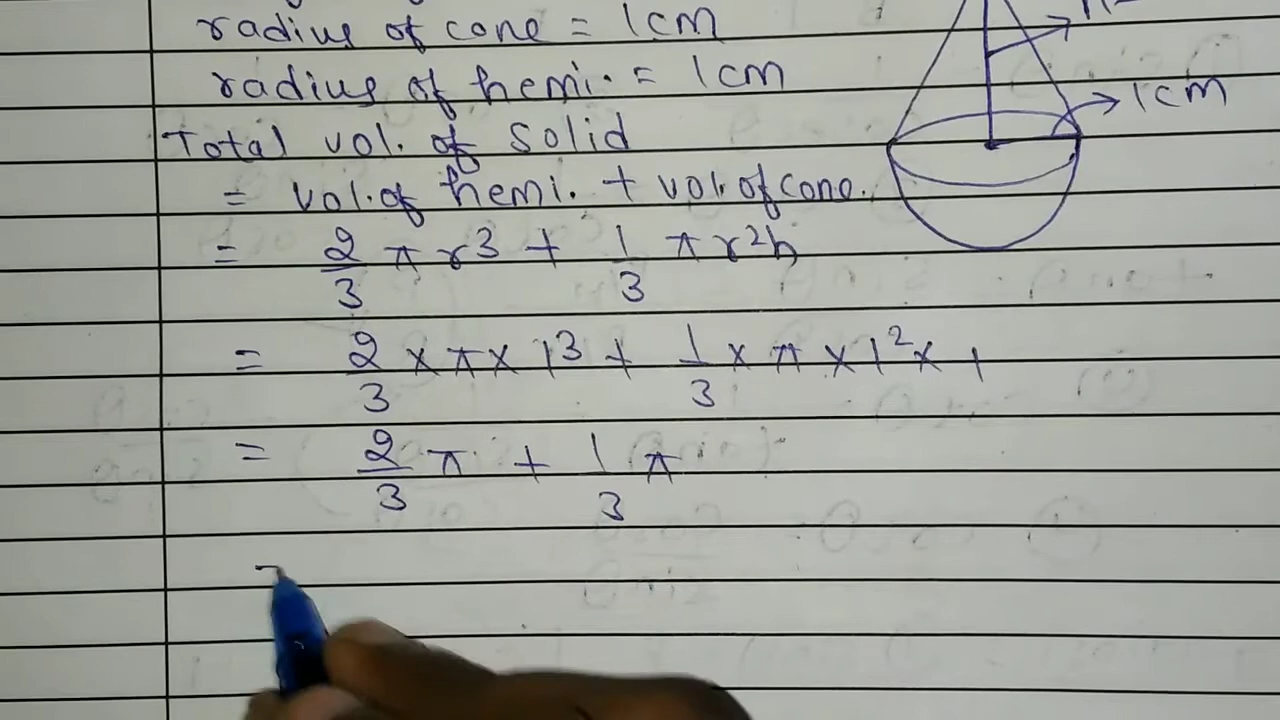 radius of cone = 1cm
radius of hemi. = 1cm
1cm
Total vol. of solid
= vol. of hemi. + vol. of cone.
= 2/3 π r³ + 1/3 π r²h
= 2/3 × π × 1³ + 1/3 × π × 1² × 1
= 2/3 π + 1/3 π